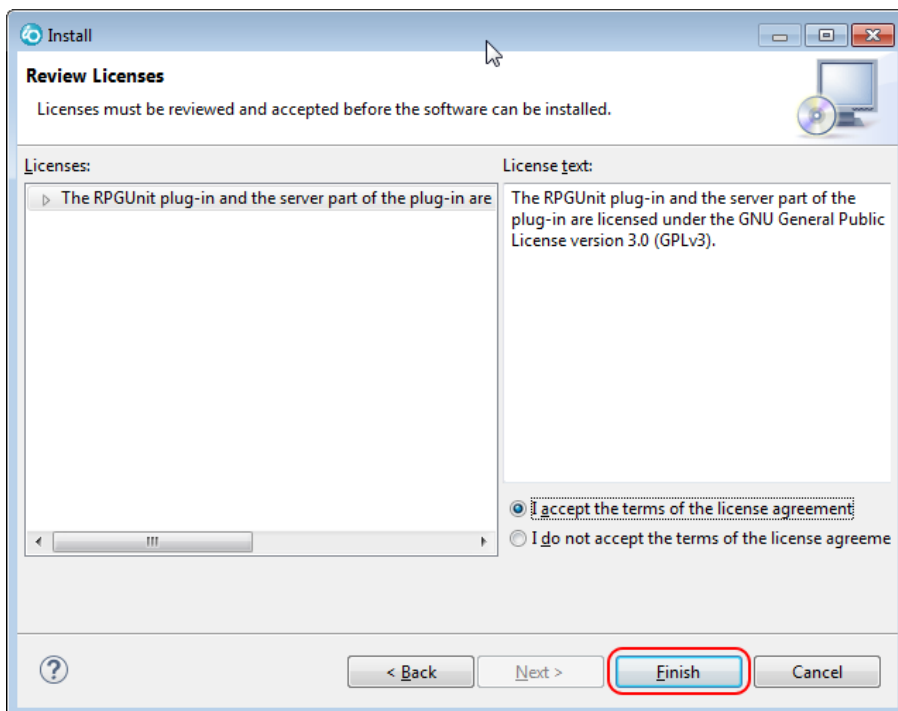 Install
Review Licenses
Licenses must be reviewed and accepted before the software can be installed.
Licenses:
The RPGUnit plug-in and the server part of the plug-in are
License text:
The RPGUnit plug-in and the server part of the
plug-in are licensed under the GNU General Public
License version 3.0 (GPLv3).
I accept the terms of the license agreement
I do not accept the terms of the license agreeme
?
< Back
Next >
Finish
Cancel